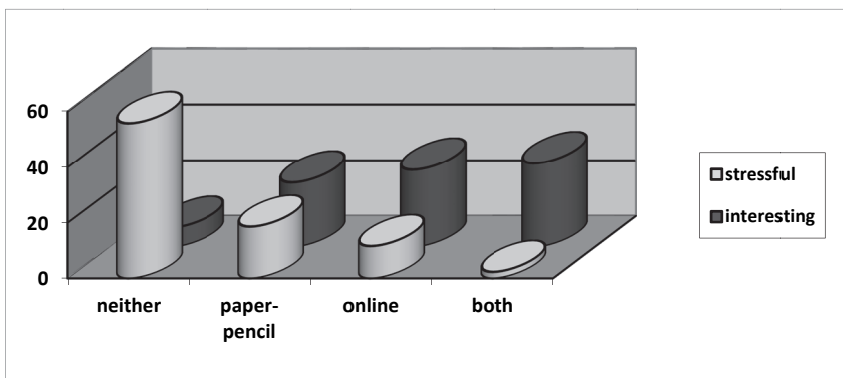 60
40
20
0
neither
paper-
pencil
online
both
stressful
interesting